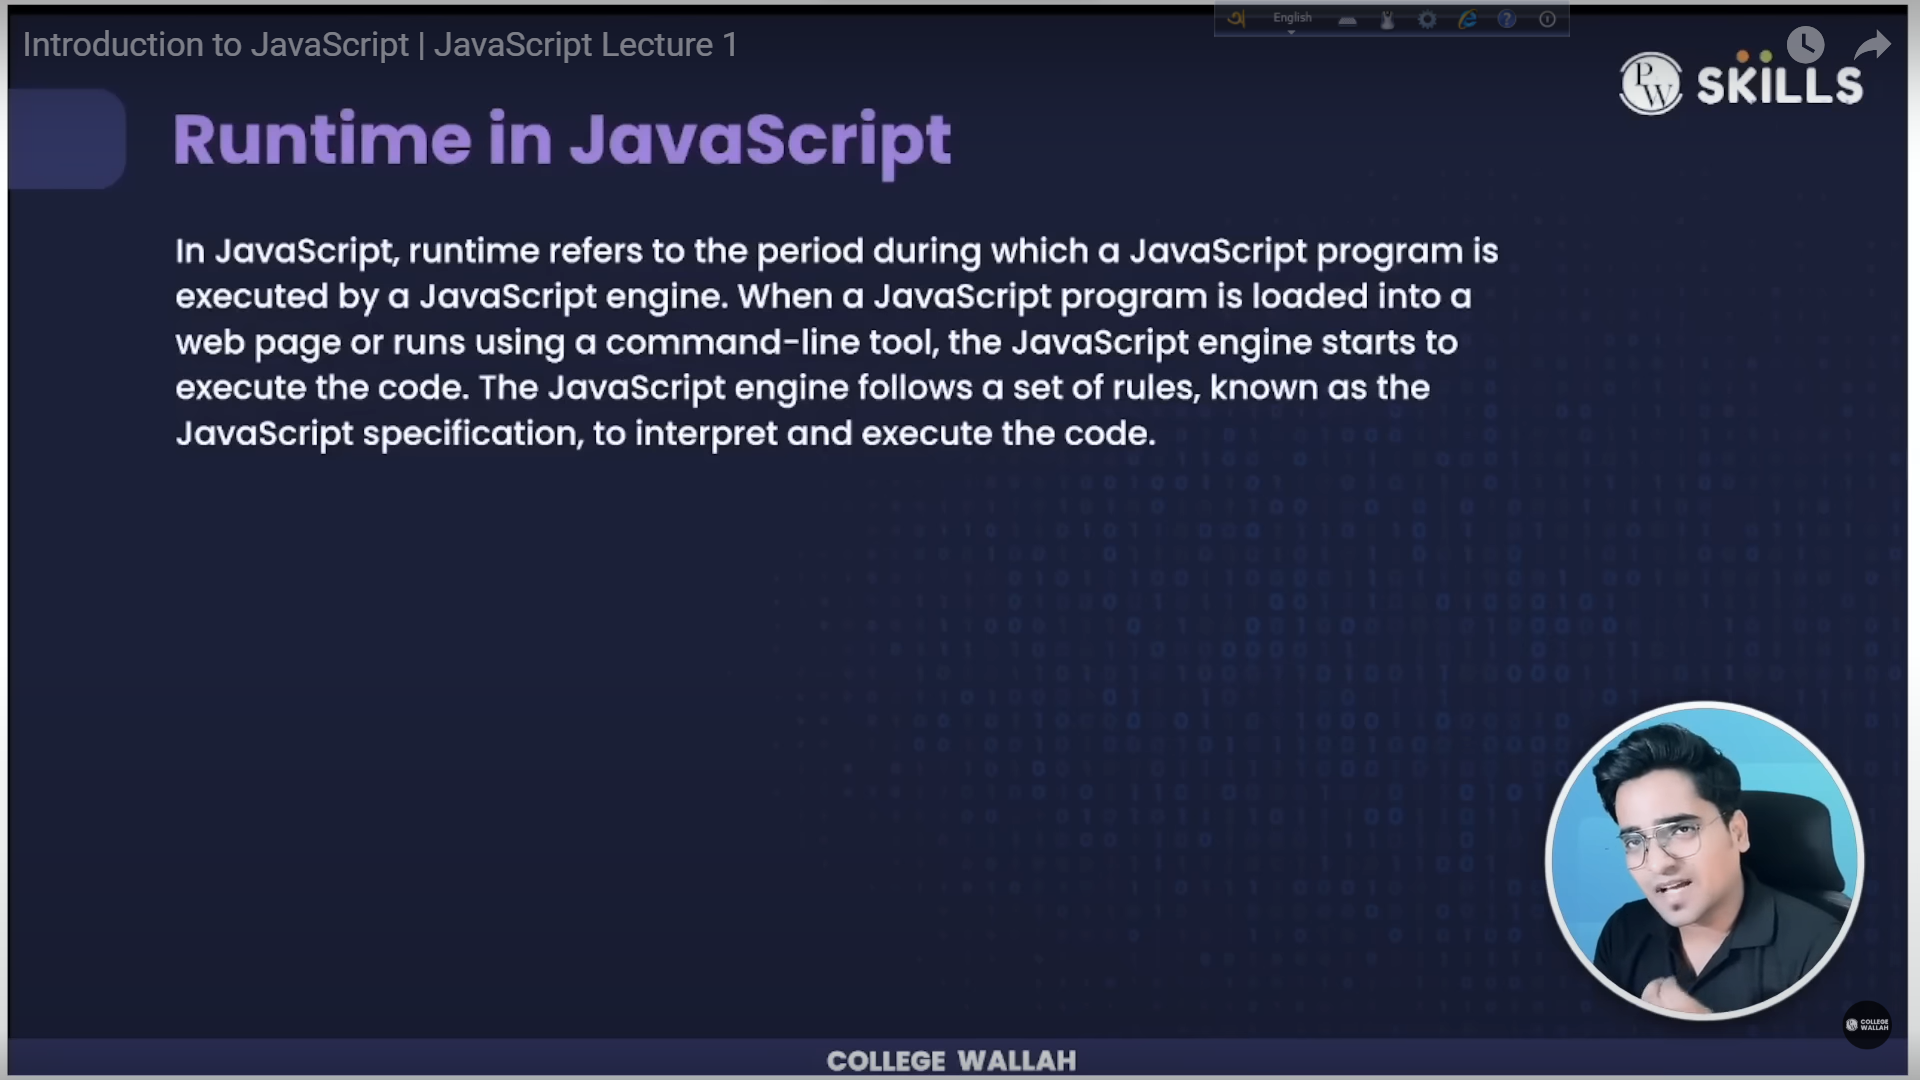 English
Introduction to JavaScript | JavaScript Lecture 1
PW SKILLS
Runtime in JavaScript
In JavaScript, runtime refers to the period during which a JavaScript program is
executed by a JavaScript engine. When a JavaScript program is loaded into a
web page or runs using a command-line tool, the JavaScript engine starts to
execute the code. The JavaScript engine follows a set of rules, known as the
JavaScript specification, to interpret and execute the code.
COLLEGE
WALLAH
COLLEGE WALLAH